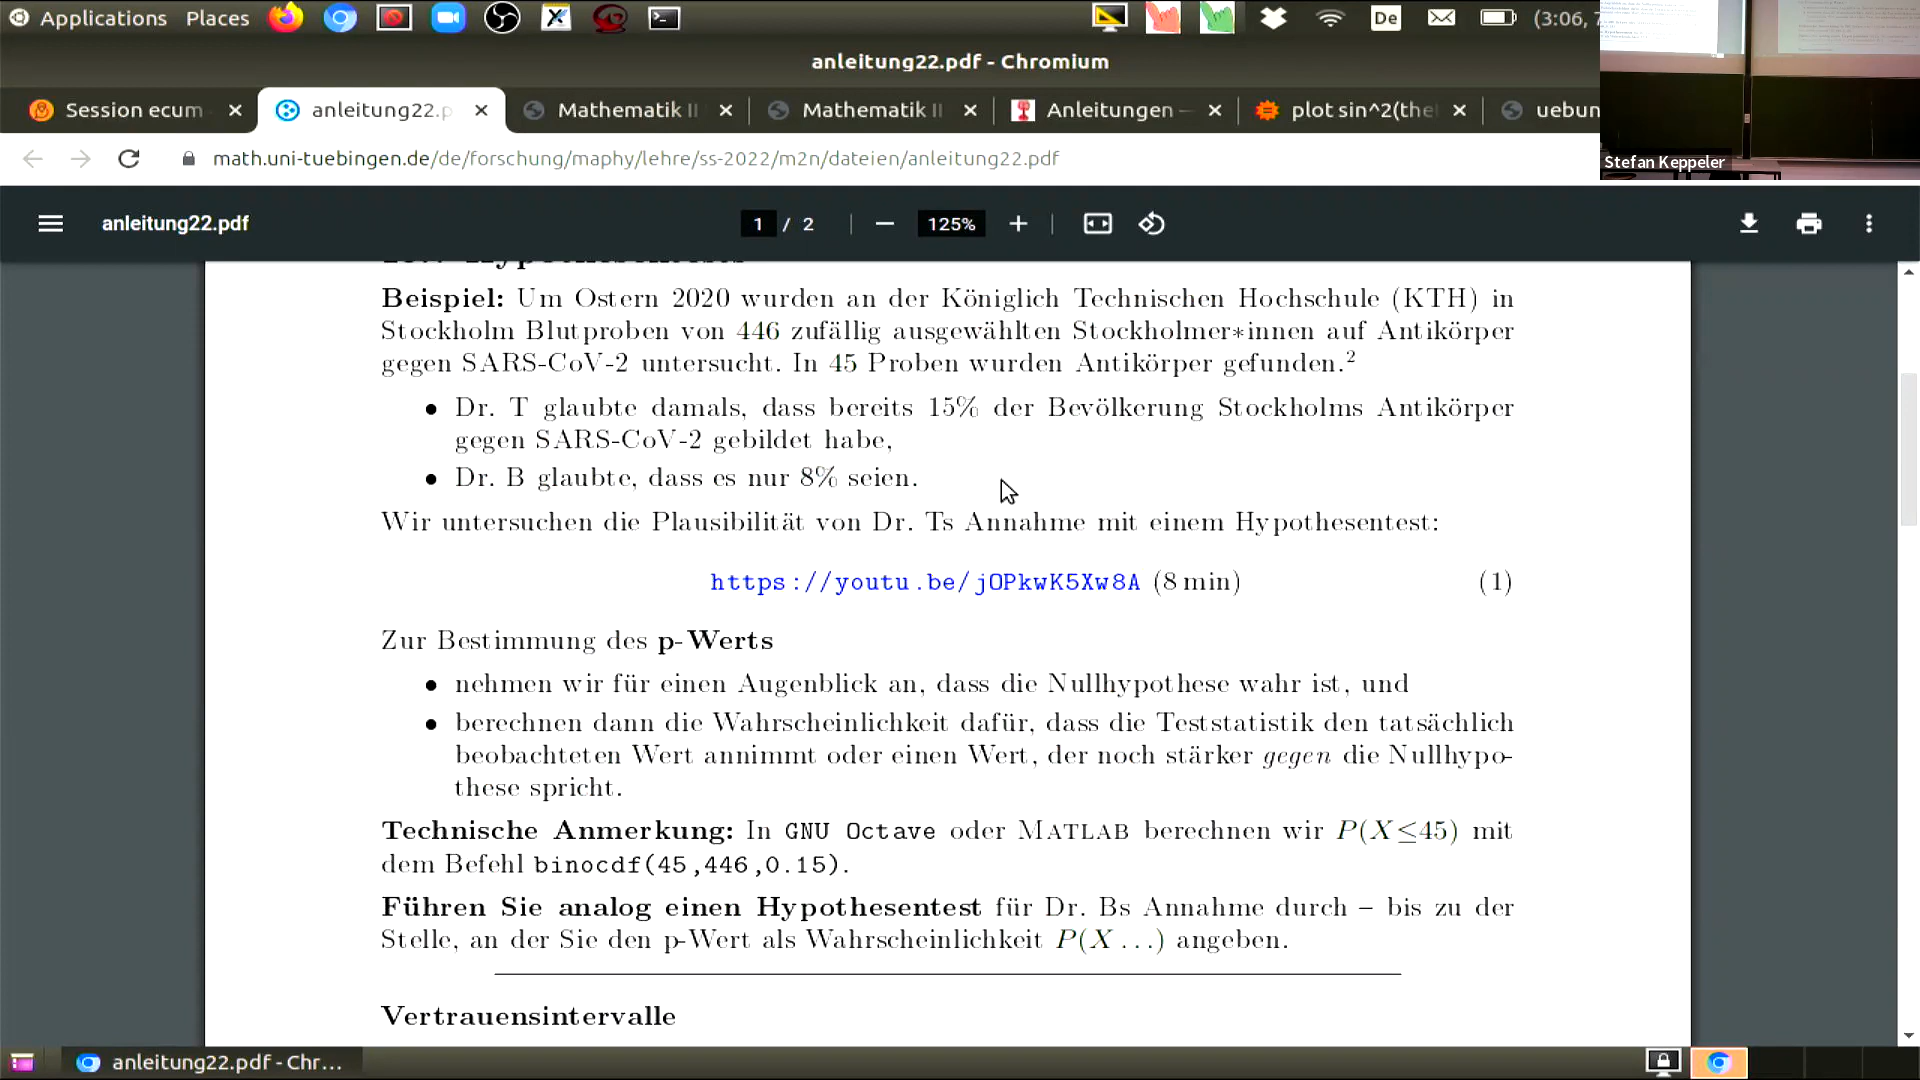 Applications Places De (3:06,
anleitung22.pdf - Chromium
Session ecum anleitung22.p Mathematik II Mathematik II Anleitungen – plot sin^2(the uebun
math.uni-tuebingen.de/de/forschung/maphy/lehre/ss-2022/m2n/dateien/anleitung22.pdf
Stefan Keppeler
anleitung22.pdf 1 / 2 125%
Beispiel: Um Ostern 2020 wurden an der Königlich Technischen Hochschule (KTH) in
Stockholm Blutproben von 446 zufällig ausgewählten Stockholmer*innen auf Antikörper
gegen SARS-CoV-2 untersucht. In 45 Proben wurden Antikörper gefunden.²
• Dr. T glaubte damals, dass bereits 15% der Bevölkerung Stockholms Antikörper
gegen SARS-CoV-2 gebildet habe,
• Dr. B glaubte, dass es nur 8% seien.
Wir untersuchen die Plausibilität von Dr. Ts Annahme mit einem Hypothesentest:
https://youtu.be/jOPkwK5Xw8A (8 min) (1)
Zur Bestimmung des p-Werts
• nehmen wir für einen Augenblick an, dass die Nullhypothese wahr ist, und
• berechnen dann die Wahrscheinlichkeit dafür, dass die Teststatistik den tatsächlich
beobachteten Wert annimmt oder einen Wert, der noch stärker gegen die Nullhypo-
these spricht.
Technische Anmerkung: In GNU Octave oder MATLAB berechnen wir P(X≤45) mit
dem Befehl binocdf(45,446,0.15).
Führen Sie analog einen Hypothesentest für Dr. Bs Annahme durch – bis zu der
Stelle, an der Sie den p-Wert als Wahrscheinlichkeit P(X ...) angeben.
Vertrauensintervalle
anleitung22.pdf - Chr...